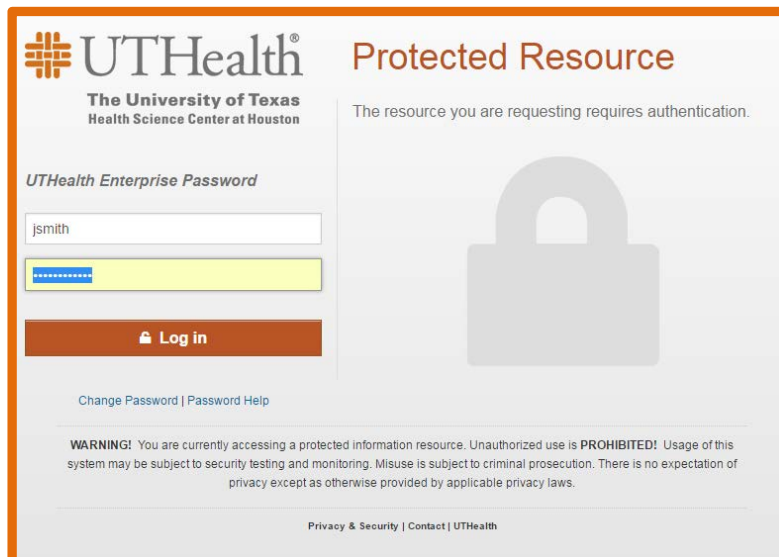 UTHealth®
The University of Texas
Health Science Center at Houston
Protected Resource
The resource you are requesting requires authentication.
UTHealth Enterprise Password
jsmith
••••••••••••
Log in
Change Password | Password Help
WARNING! You are currently accessing a protected information resource. Unauthorized use is PROHIBITED! Usage of this
system may be subject to security testing and monitoring. Misuse is subject to criminal prosecution. There is no expectation of
privacy except as otherwise provided by applicable privacy laws.
Privacy & Security | Contact | UTHealth